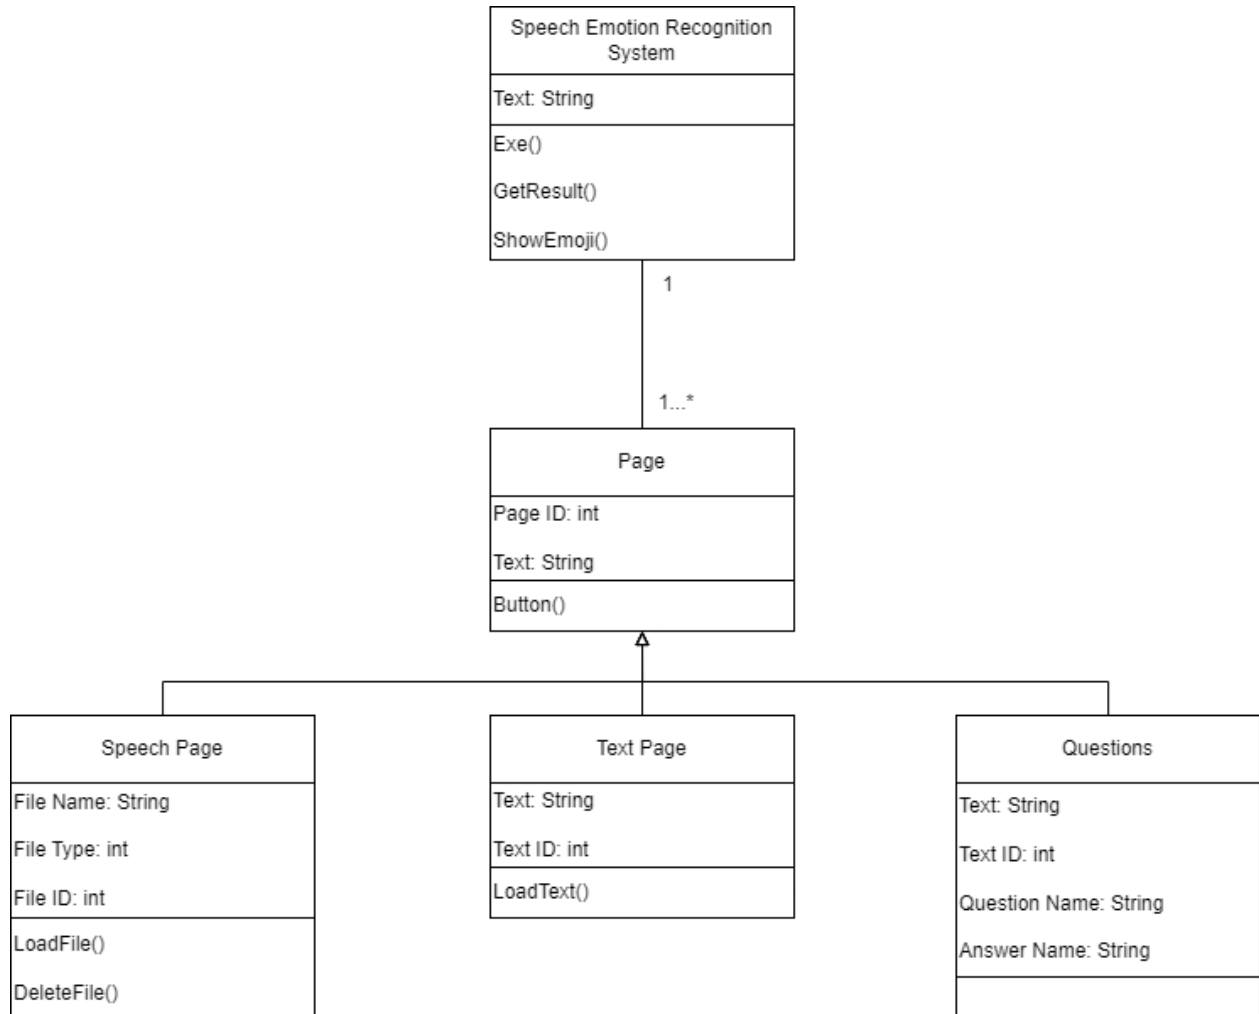 Speech Emotion Recognition
System
Text: String
Exe()
GetResult()
ShowEmoji()
1
1...*
Page
Page ID: int
Text: String
Button()
Speech Page
File Name: String
File Type: int
File ID: int
LoadFile()
DeleteFile()
Text Page
Text: String
Text ID: int
LoadText()
Questions
Text: String
Text ID: int
Question Name: String
Answer Name: String